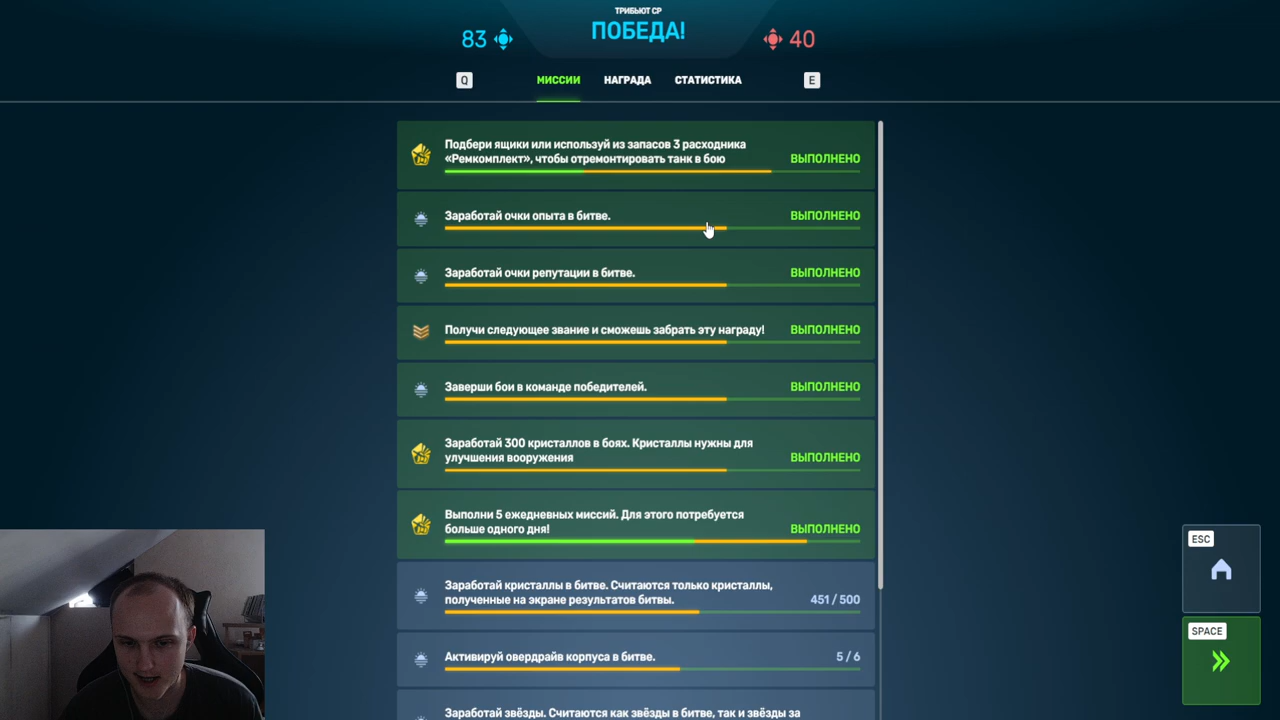 ТРИБЬЮТ CP
ПОБЕДА!
83
40
Q
МИССИИ
НАГРАДА
СТАТИСТИКА
E
Подбери ящики или используй из запасов 3 расходника
«Ремкомплект», чтобы отремонтировать танк в бою
ВЫПОЛНЕНО
Заработай очки опыта в битве.
ВЫПОЛНЕНО
Заработай очки репутации в битве.
ВЫПОЛНЕНО
Получи следующее звание и сможешь забрать эту награду!
ВЫПОЛНЕНО
Заверши бои в команде победителей.
ВЫПОЛНЕНО
Заработай 300 кристаллов в боях. Кристаллы нужны для
улучшения вооружения
ВЫПОЛНЕНО
Выполни 5 ежедневных миссий. Для этого потребуется
больше одного дня!
ВЫПОЛНЕНО
Заработай кристаллы в битве. Считаются только кристаллы,
полученные на экране результатов битвы.
451 / 500
Активируй овердрайв корпуса в битве.
5 / 6
Заработай звёзды. Считаются как звёзды в битве, так и звёзды за
ESC
SPACE